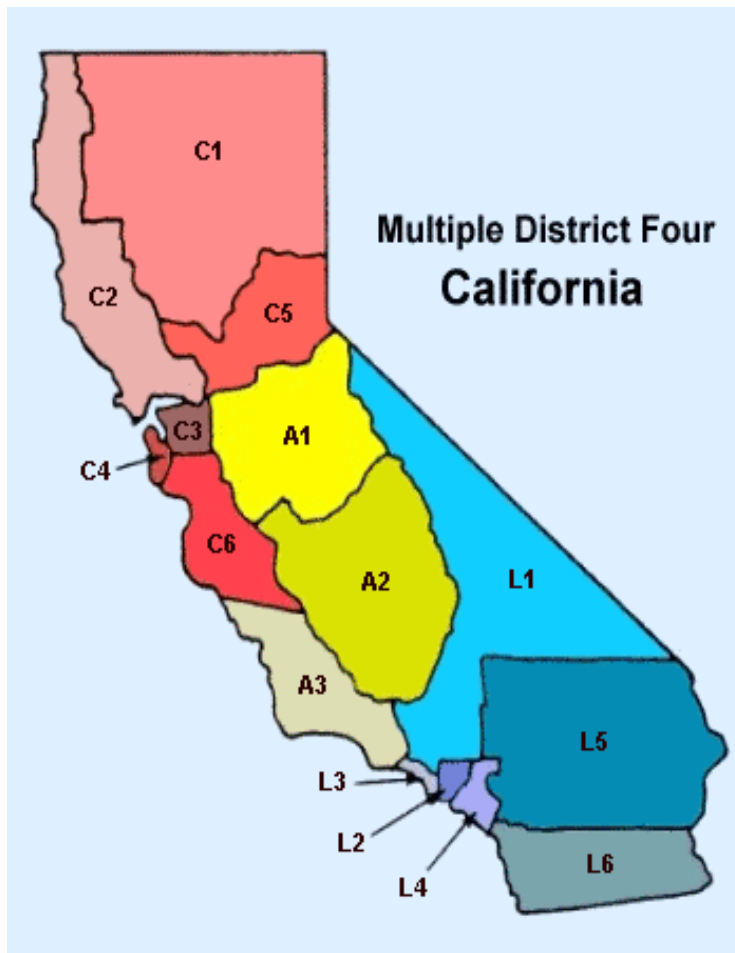 C1
Multiple District Four
California
C2
C5
C3
A1
C4
C6
A2
L1
A3
L5
L3
L2
L6
L4